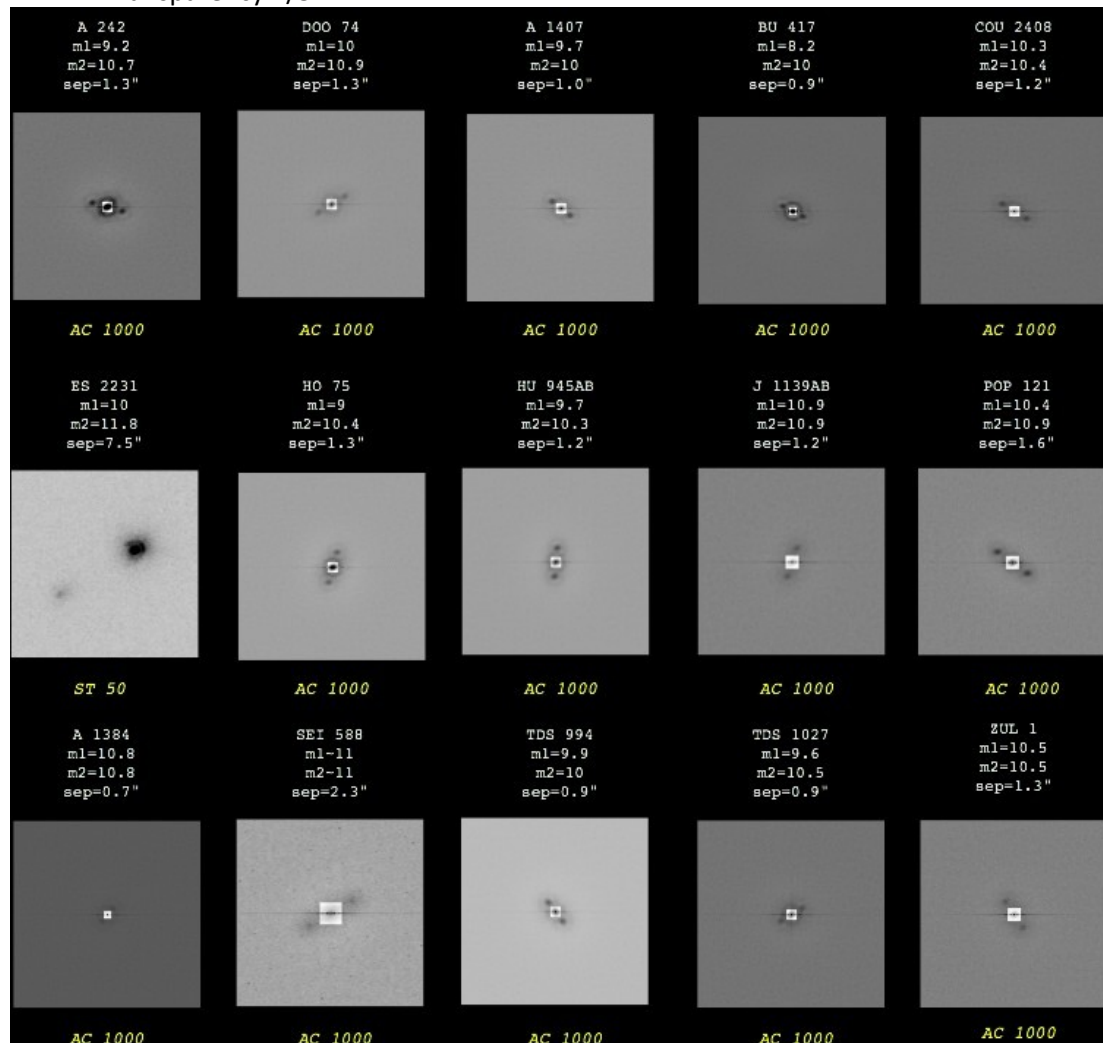 A 242
m1=9.2
m2=10.7
sep=1.3"
DOO 74
m1=10
m2=10.9
sep=1.3"
A 1407
m1=9.7
m2=10
sep=1.0"
BU 417
m1=8.2
m2=10
sep=0.9"
COU 2408
m1=10.3
m2=10.4
sep=1.2"
AC 1000
AC 1000
AC 1000
AC 1000
AC 1000
ES 2231
m1=10
m2=11.8
sep=7.5"
HO 75
m1=9
m2=10.4
sep=1.3"
HU 945AB
m1=9.7
m2=10.3
sep=1.2"
J 1139AB
m1=10.9
m2=10.9
sep=1.2"
POP 121
m1=10.4
m2=10.9
sep=1.6"
ST 50
AC 1000
AC 1000
AC 1000
AC 1000
A 1384
m1=10.8
m2=10.8
sep=0.7"
SEI 588
m1~11
m2~11
sep=2.3"
TDS 994
m1=9.9
m2=10
sep=0.9"
TDS 1027
m1=9.6
m2=10.5
sep=0.9"
ZUL 1
m1=10.5
m2=10.5
sep=1.3"
AC 1000
AC 1000
AC 1000
AC 1000
AC 1000